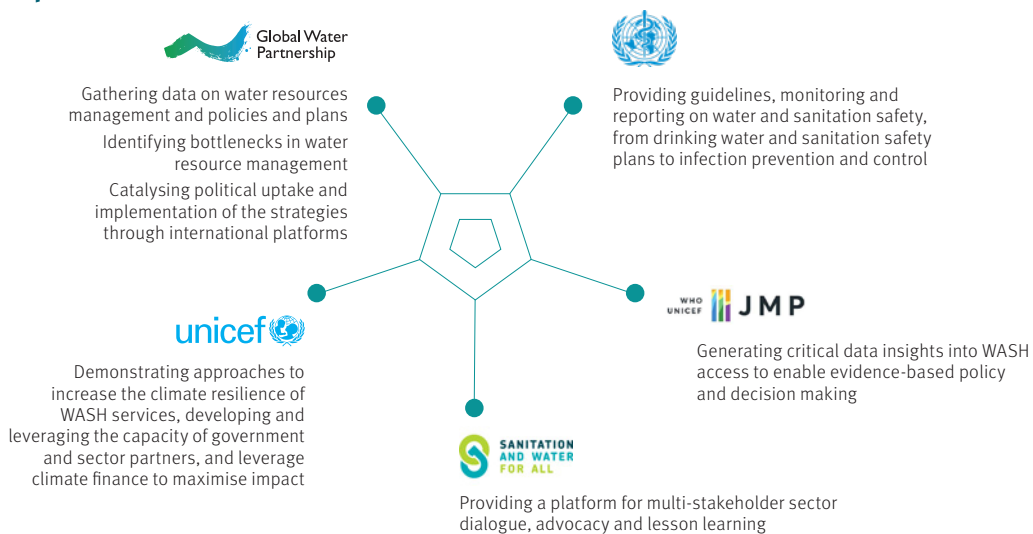 Global Water
Partnership
Gathering data on water resources
management and policies and plans
Identifying bottlenecks in water
resource management
Catalysing political uptake and
implementation of the strategies
through international platforms
Providing guidelines, monitoring and
reporting on water and sanitation safety,
from drinking water and sanitation safety
plans to infection prevention and control
unicef
Demonstrating approaches to
increase the climate resilience of
WASH services, developing and
leveraging the capacity of government
and sector partners, and leverage
climate finance to maximise impact
WHO
UNICEF
JMP
Generating critical data insights into WASH
access to enable evidence-based policy
and decision making
SANITATION
AND WATER
FOR ALL
Providing a platform for multi-stakeholder sector
dialogue, advocacy and lesson learning